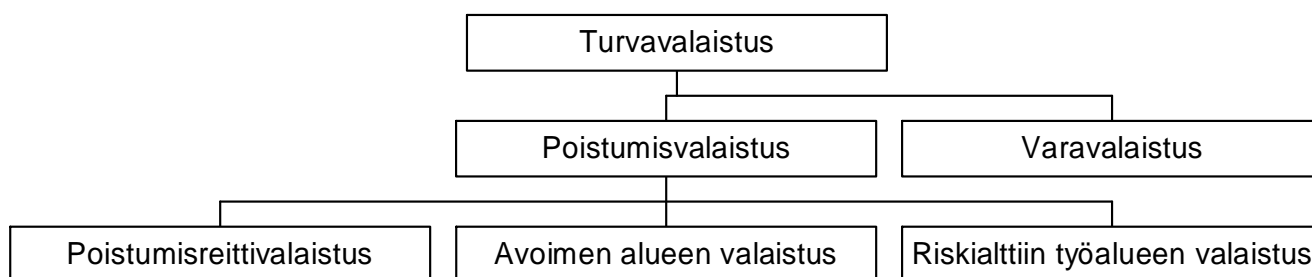 Turvavalaistus
Poistumisvalaistus
Varavalaistus
Poistumisreittivalaistus
Avoimen alueen valaistus
Riskialttiin työalueen valaistus